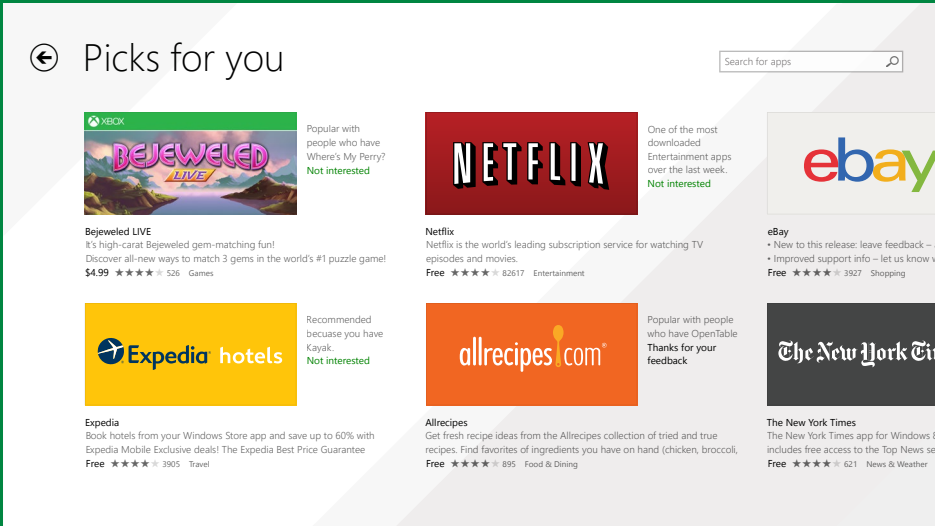 Picks for you
Search for apps
XBOX
BEJEWELED
LIVE
Popular with
people who have
Where's My Perry?
Not interested
Bejeweled LIVE
It's high-carat Bejeweled gem-matching fun!
Discover all-new ways to match 3 gems in the world's #1 puzzle game!
$4.99 526 Games
NETFLIX
One of the most
downloaded
Entertainment apps
over the last week.
Not interested
Netflix
Netflix is the world's leading subscription service for watching TV
episodes and movies.
Free 82617 Entertainment
ebay
eBay
• New to this release: leave feedback –
• Improved support info – let us know
Free 3927 Shopping
Expedia hotels
Recommended
becuase you have
Kayak.
Not interested
Expedia
Book hotels from your Windows Store app and save up to 60% with
Expedia Mobile Exclusive deals! The Expedia Best Price Guarantee
Free 3905 Travel
allrecipes.com®
Popular with people
who have OpenTable
Thanks for your
feedback
Allrecipes
Get fresh recipe ideas from the Allrecipes collection of tried and true
recipes. Find favorites of ingredients you have on hand (chicken, broccoli,
Free 895 Food & Dining
The New York
The New York Times
The New York Times app for Windows
includes free access to the Top News
Free 621 News & Weather